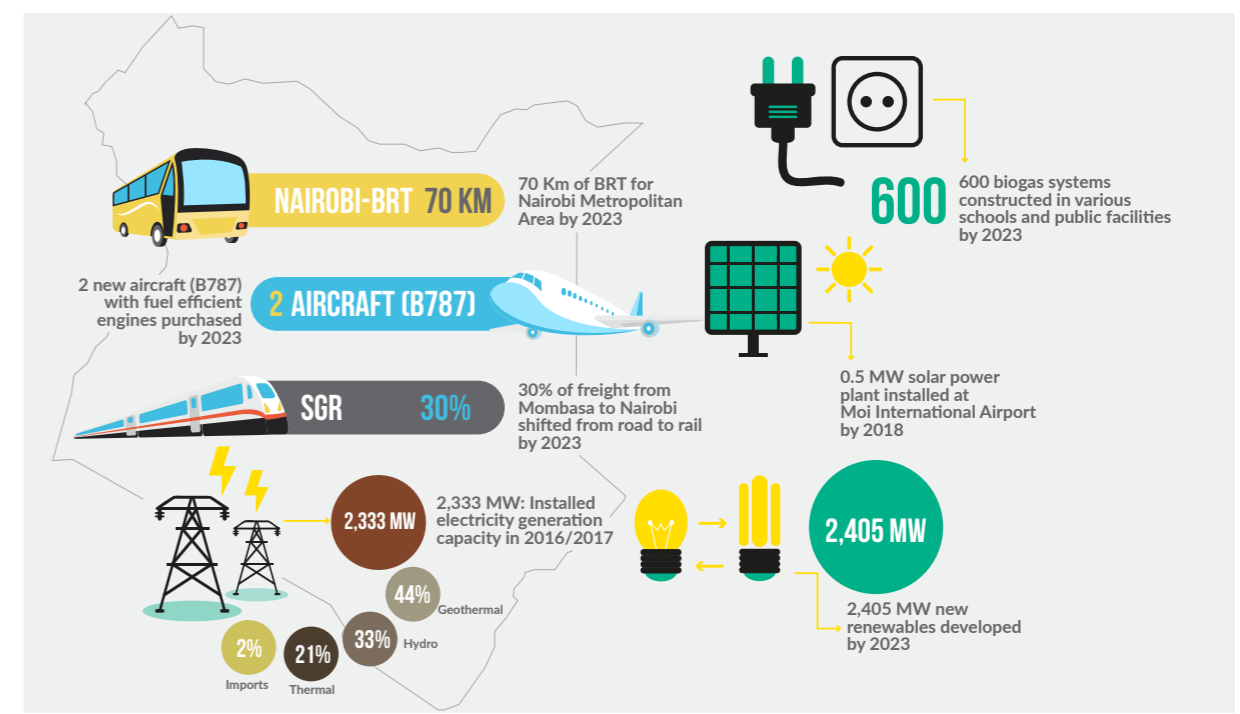 NAIROBI-BRT 70 KM
70 Km of BRT for
Nairobi Metropolitan
Area by 2023
600
600 biogas systems
constructed in various
schools and public facilities
by 2023
2 new aircraft (B787)
with fuel efficient
engines purchased
by 2023
2 AIRCRAFT (B787)
0.5 MW solar power
plant installed at
Moi International Airport
by 2018
SGR 30%
30% of freight from
Mombasa to Nairobi
shifted from road to rail
by 2023
2,333 MW
2,333 MW: Installed
electricity generation
capacity in 2016/2017
2,405 MW
2,405 MW new
renewables developed
by 2023
44%
Geothermal
33%
Hydro
21%
Thermal
2%
Imports